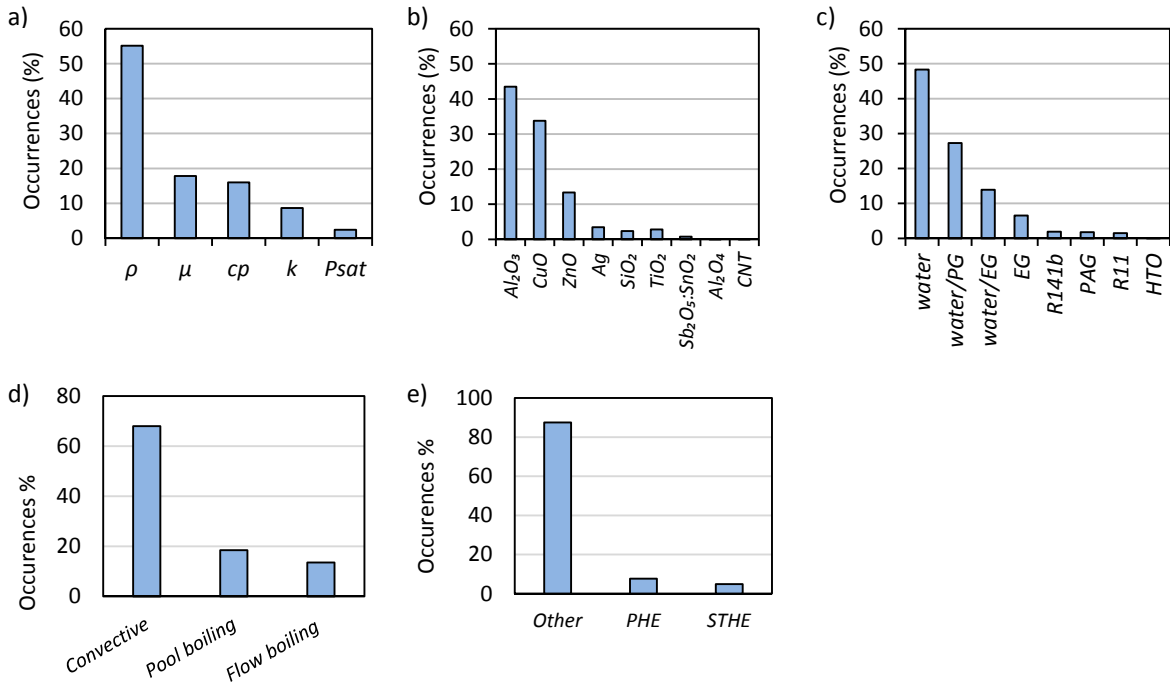 a)
Occurrences (%)
60
50
40
30
20
10
0
ρ μ cp k Psat
b)
Occurrences (%)
60
50
40
30
20
10
0
Al₂O₃
CuO
ZnO
Ag
SiO₂
TiO₂
Sb₂O₅:SnO₂
Al₂O₄
CNT
c)
Occurrences (%)
60
50
40
30
20
10
0
water
water/PG
water/EG
EG
R141b
PAG
R11
HTO
d)
Occurences %
80
60
40
20
0
Convective
Pool boiling
Flow boiling
e)
Occurences %
100
80
60
40
20
0
Other PHE STHE